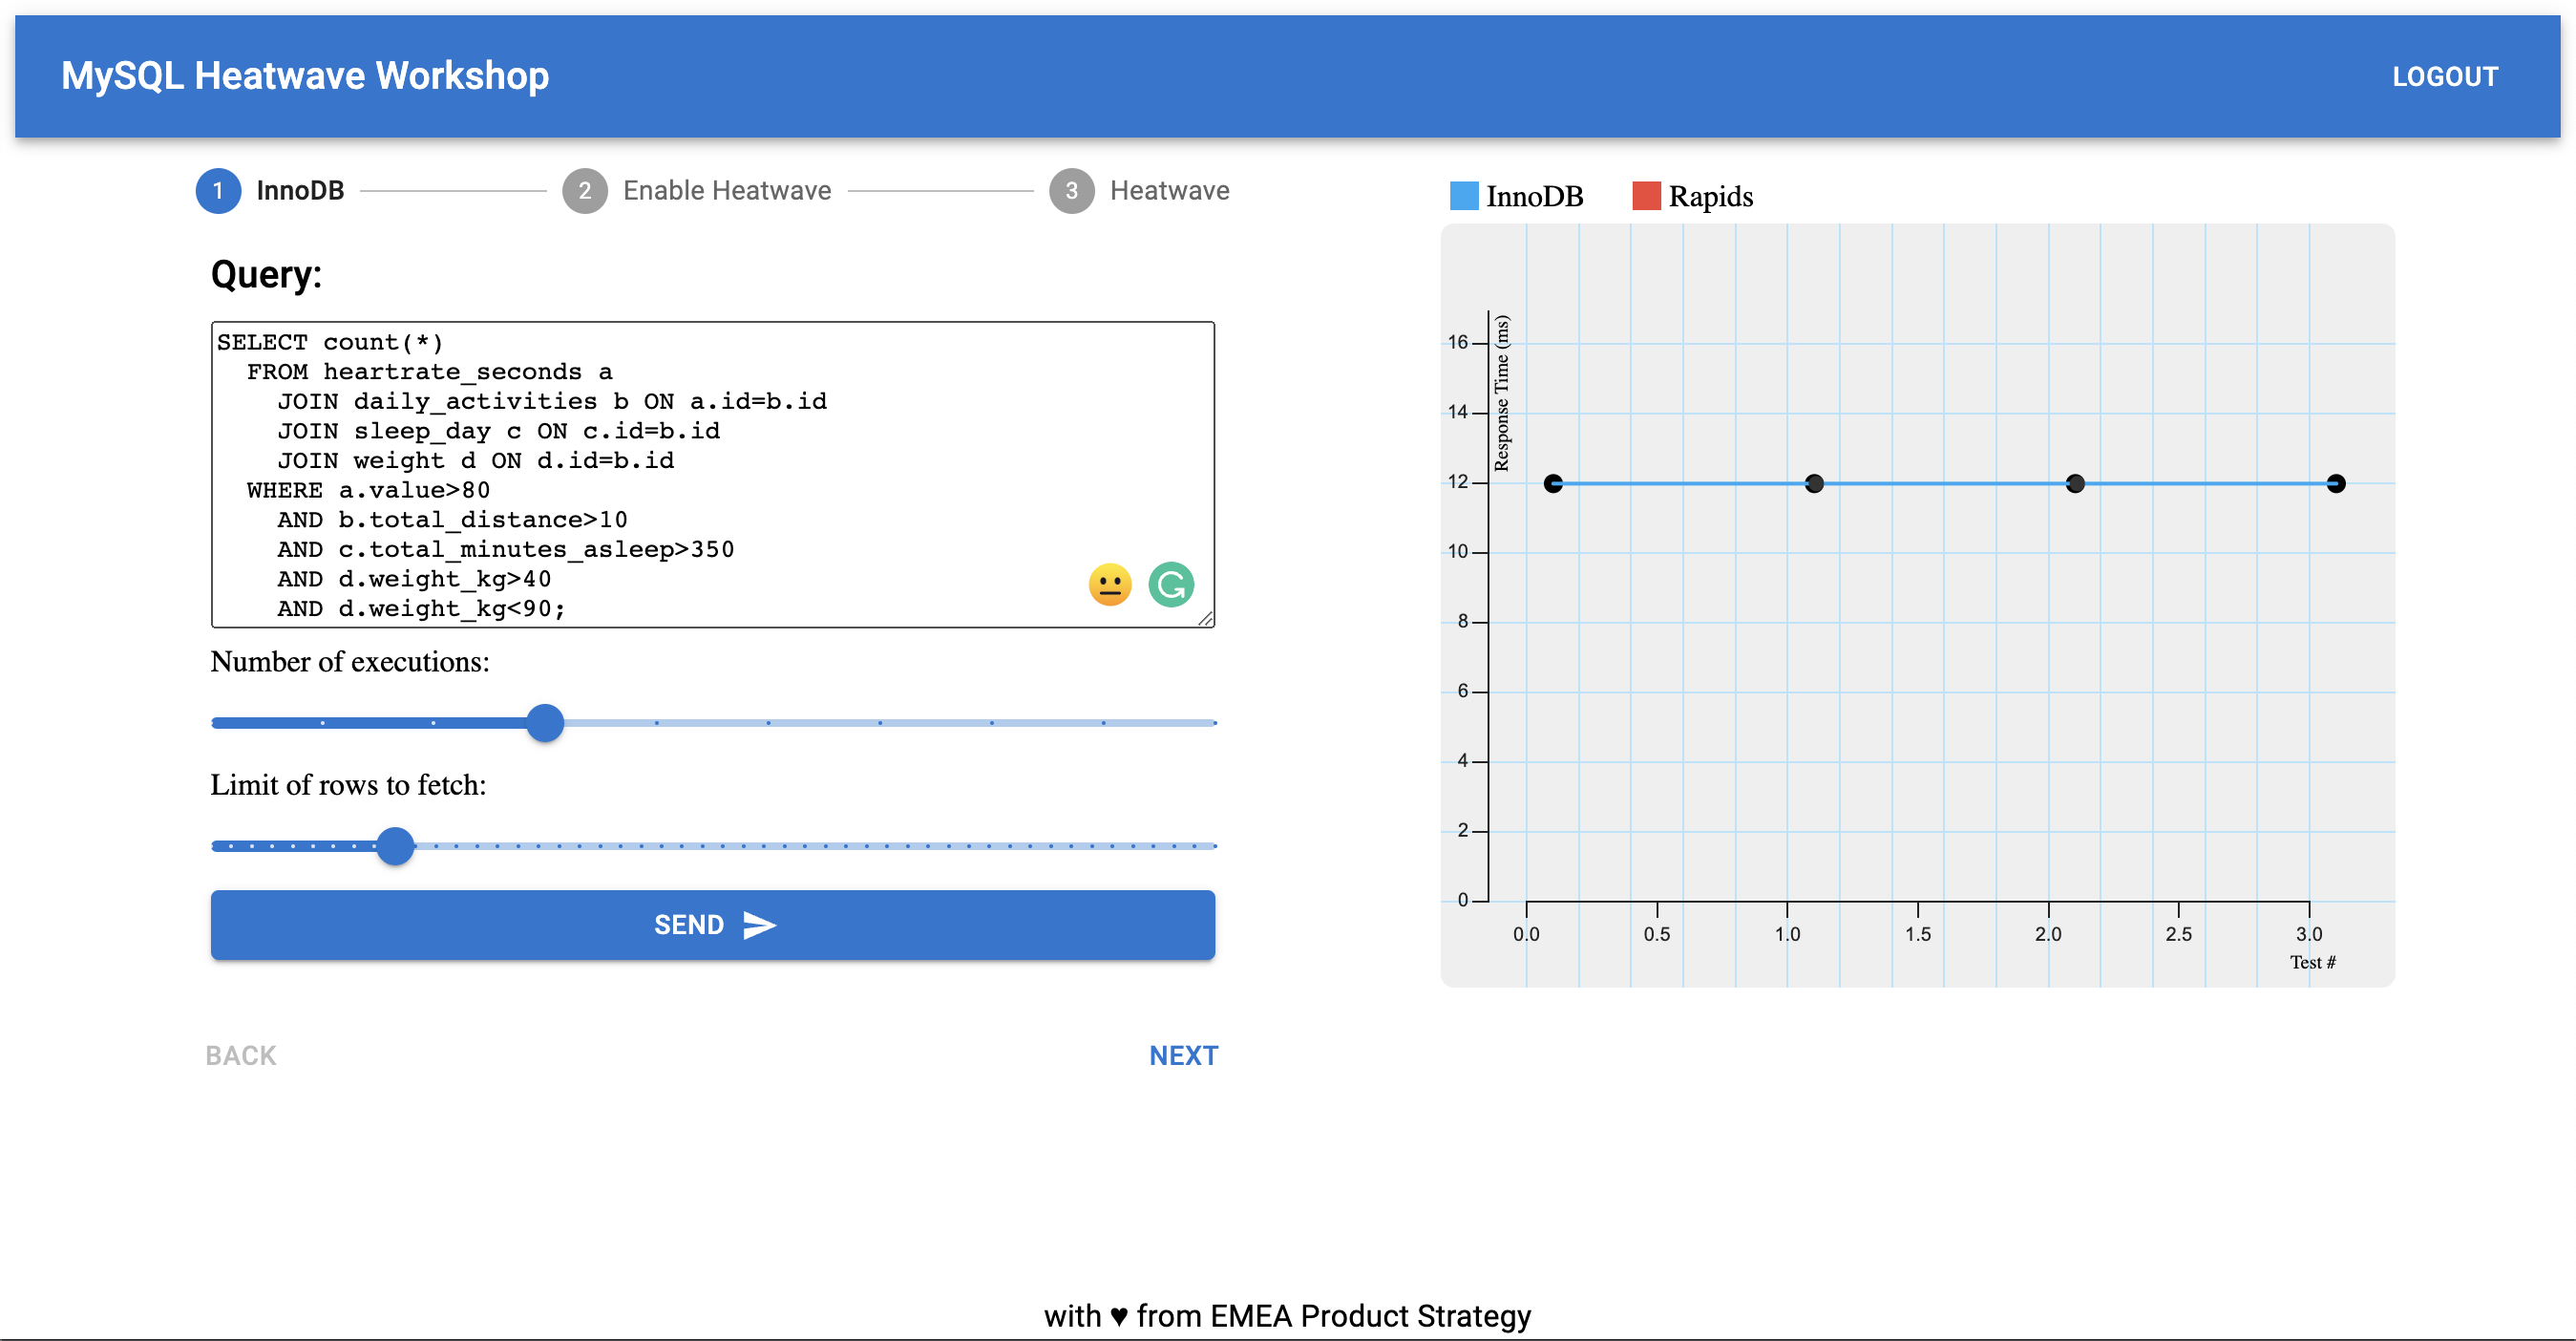 MySQL Heatwave Workshop
LOGOUT
1 InnoDB
2 Enable Heatwave
3 Heatwave
Query:
SELECT count(*)
FROM heartrate_seconds a
JOIN daily_activities b ON a.id=b.id
JOIN sleep_day c ON c.id=b.id
JOIN weight d ON d.id=b.id
WHERE a.value>80
AND b.total_distance>10
AND c.total_minutes_asleep>350
AND d.weight_kg>40
AND d.weight_kg<90;
Number of executions:
Limit of rows to fetch:
SEND
BACK
NEXT
InnoDB
Rapids
Response Time (ms)
16
14
12
10
8
6
4
2
0
0.0 0.5 1.0 1.5 2.0 2.5 3.0
Test #
with ♥ from EMEA Product Strategy